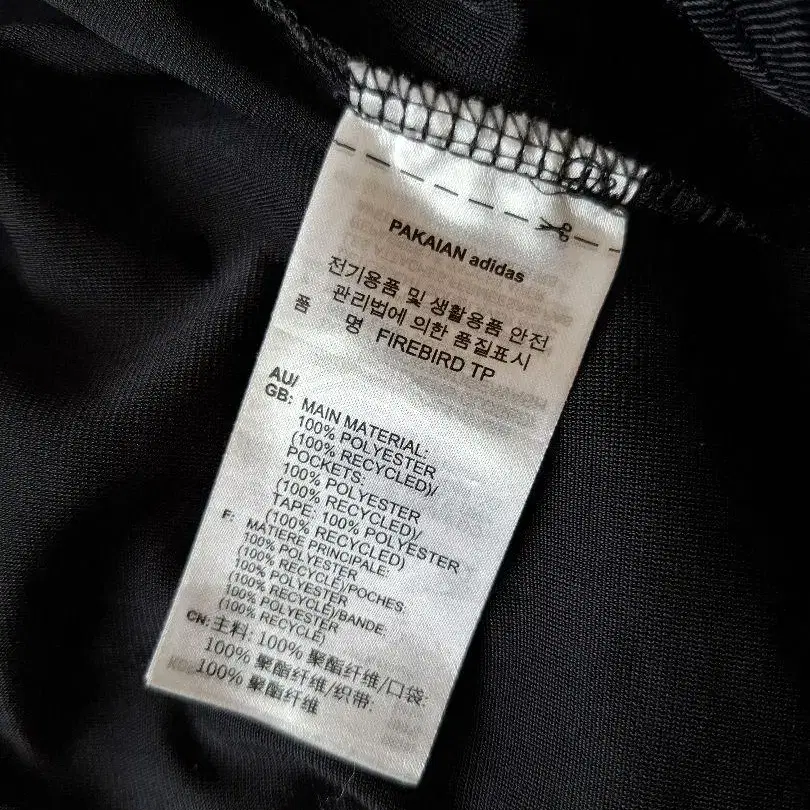 PAKAIAN adidas
전기용품 및 생활용품 안전
관리법에 의한 품질표시
품 명 FIREBIRD TP
AU/
GB: MAIN MATERIAL:
100% POLYESTER
(100% RECYCLED)/
POCKETS:
100% POLYESTER
(100% RECYCLED)/
TAPE: 100% POLYESTER
(100% RECYCLED)
F: MATIERE PRINCIPALE:
100% POLYESTER
(100% RECYCLÉ)/POCHES:
100% POLYESTER
(100% RECYCLÉ)/BANDE:
100% POLYESTER
(100% RECYCLÉ)
CN: 主料: 100% 聚酯纤维/口袋:
100% 聚酯纤维/织带:
100% 聚酯纤维